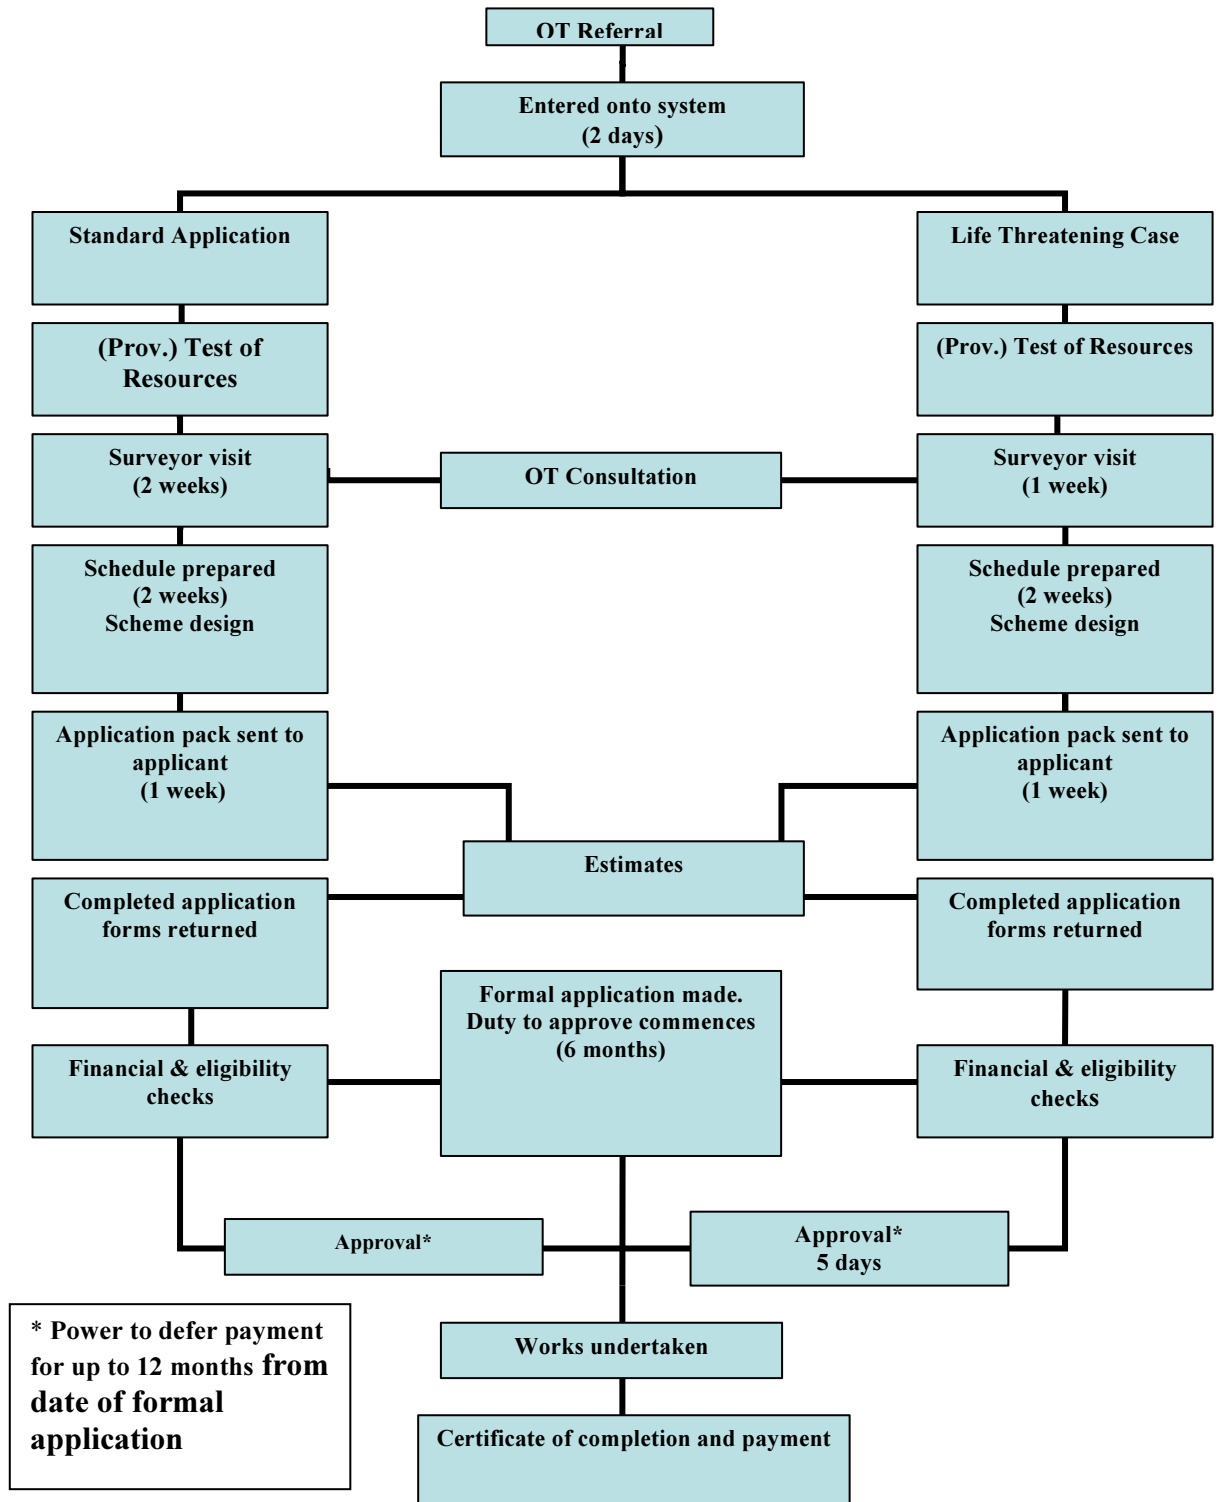 OT Referral
Entered onto system
(2 days)
Standard Application
Life Threatening Case
(Prov.) Test of
Resources
(Prov.) Test of Resources
Surveyor visit
(2 weeks)
OT Consultation
Surveyor visit
(1 week)
Schedule prepared
(2 weeks)
Scheme design
Schedule prepared
(2 weeks)
Scheme design
Application pack sent to
applicant
(1 week)
Application pack sent to
applicant
(1 week)
Estimates
Completed application
forms returned
Completed application
forms returned
Formal application made.
Duty to approve commences
(6 months)
Financial & eligibility
checks
Financial & eligibility
checks
Approval*
Approval*
5 days
* Power to defer payment
for up to 12 months from
date of formal
application
Works undertaken
Certificate of completion and payment